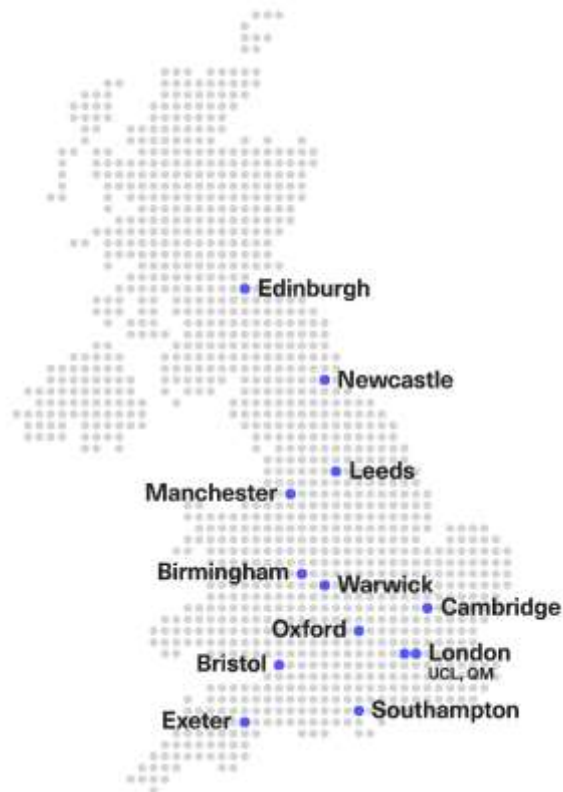 Edinburgh
Newcastle
Leeds
Manchester
Birmingham
Warwick
Cambridge
Oxford
London
UCL, QM
Bristol
Southampton
Exeter